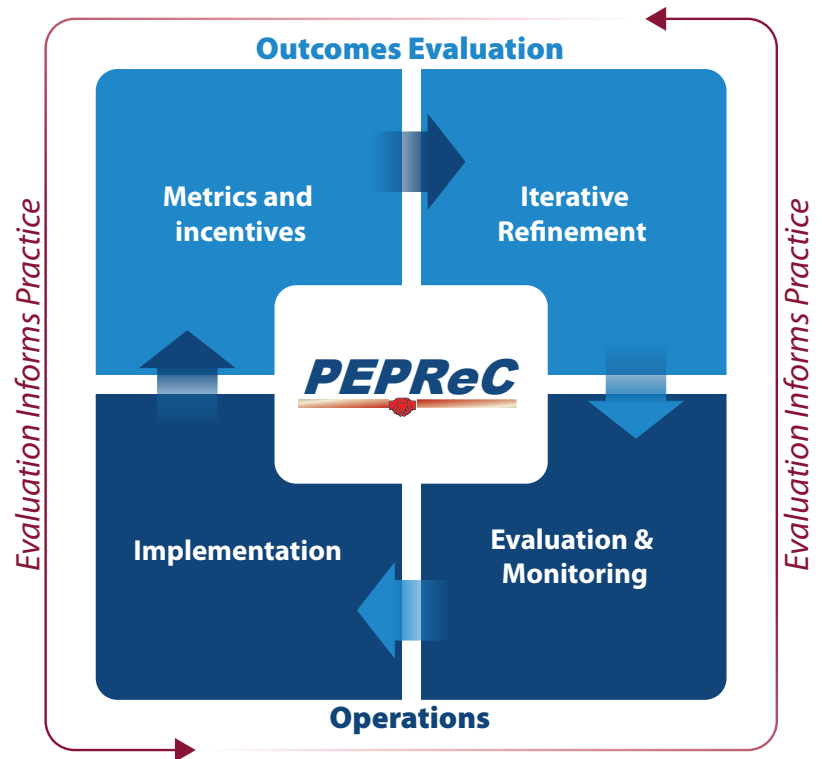 Outcomes Evaluation
Metrics and
incentives
Iterative
Refinement
Evaluation Informs Practice
PEPReC
Evaluation Informs Practice
Implementation
Evaluation &
Monitoring
Operations